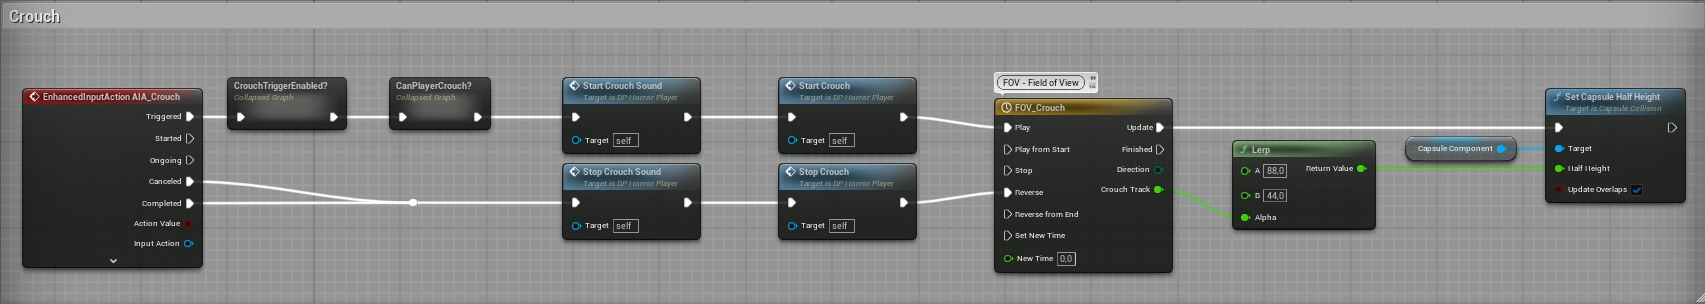 Crouch
EnhancedInputAction AIA_Crouch
Triggered
Started
Ongoing
Canceled
Completed
Action Value
Input Action
CrouchTriggerEnabled?
Collapsed Graph
CanPlayerCrouch?
Collapsed Graph
Start Crouch Sound
Target is DP Horror Player
Target self
Stop Crouch Sound
Target is DP Horror Player
Target self
Start Crouch
Target is DP Horror Player
Target self
Stop Crouch
Target is DP Horror Player
Target self
FOV - Field of View
FOV_Crouch
Play Update
Play from Start Finished
Stop Direction
Reverse Crouch Track
Reverse from End
Set New Time
New Time 0,0
f Lerp
A 88,0 Return Value
B 44,0
Alpha
Capsule Component
f Set Capsule Half Height
Target is Capsule Collision
Target
Half Height
Update Overlaps